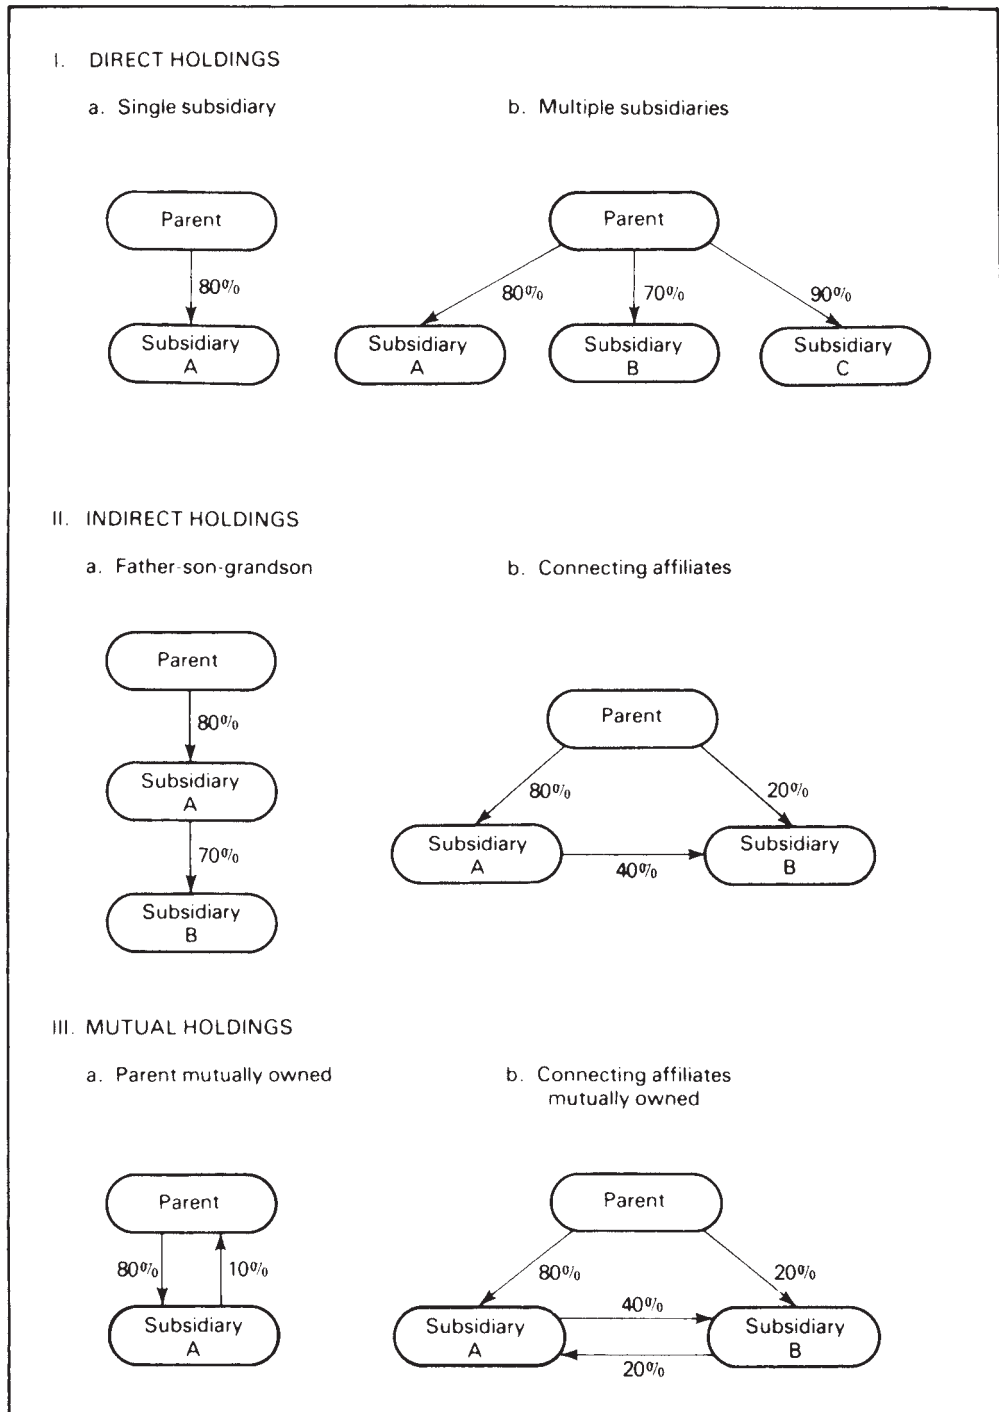 I. DIRECT HOLDINGS
a. Single subsidiary
b. Multiple subsidiaries
Parent
80%
Subsidiary
A
Parent
80%
70%
90%
Subsidiary
A
Subsidiary
B
Subsidiary
C
II. INDIRECT HOLDINGS
a. Father-son-grandson
b. Connecting affiliates
Parent
80%
Subsidiary
A
70%
Subsidiary
B
Parent
80%
20%
Subsidiary
A
40%
Subsidiary
B
III. MUTUAL HOLDINGS
a. Parent mutually owned
b. Connecting affiliates
mutually owned
Parent
80%
10%
Subsidiary
A
Parent
80%
20%
Subsidiary
A
40%
20%
Subsidiary
B